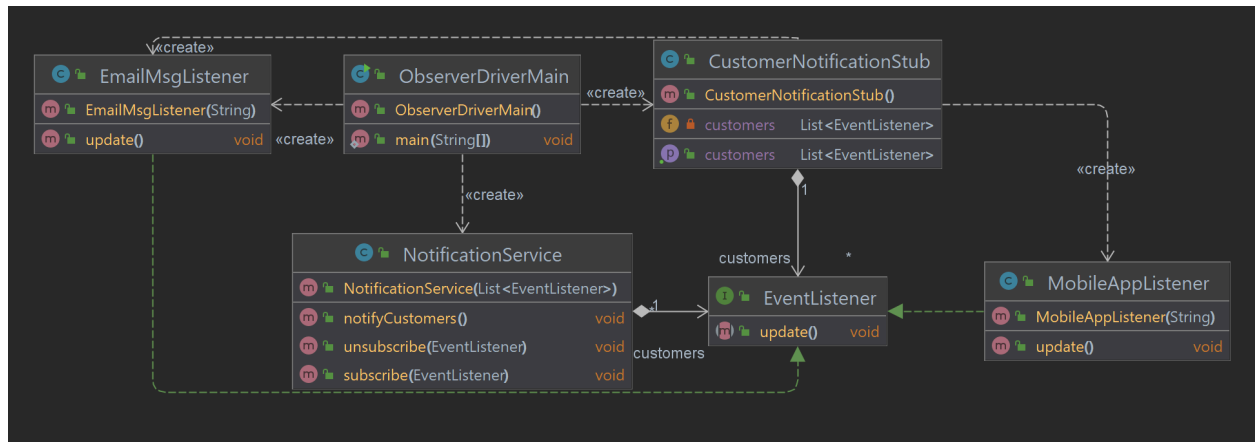 «create»
EmailMsgListener
EmailMsgListener(String)
update() void
ObserverDriverMain
ObserverDriverMain()
main(String[]) void
CustomerNotificationStub
CustomerNotificationStub()
customers List<EventListener>
customers List<EventListener>
«create»
«create»
«create»
«create»
1
NotificationService
NotificationService(List<EventListener>)
notifyCustomers() void
unsubscribe(EventListener) void
subscribe(EventListener) void
customers *
1
*
customers
EventListener
update() void
MobileAppListener
MobileAppListener(String)
update() void